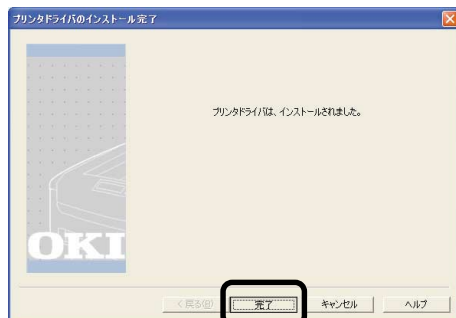 プリンタドライバのインストール完了
プリンタドライバは、インストールされました。
OKI
< 戻る(B)
完了
キャンセル
ヘルプ